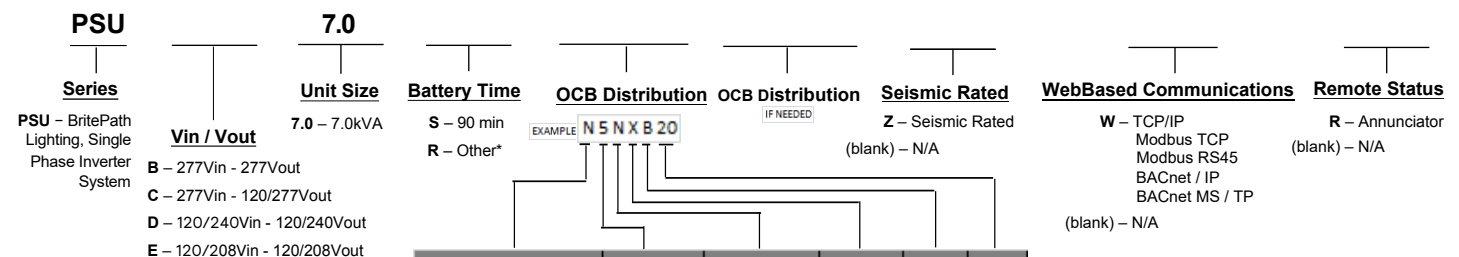 PSU 7.0
Series
PSU – BritePath
Lighting, Single
Phase Inverter
System
Vin / Vout
B – 277Vin - 277Vout
C – 277Vin - 120/277Vout
D – 120/240Vin - 120/240Vout
E – 120/208Vin - 120/208Vout
Unit Size
7.0 – 7.0kVA
Battery Time
S – 90 min
R – Other*
OCB Distribution
EXAMPLE N 5 N X B 20
OCB Distribution
IF NEEDED
Seismic Rated
Z – Seismic Rated
(blank) – N/A
WebBased Communications
W – TCP/IP
Modbus TCP
Modbus RS45
BACnet / IP
BACnet MS / TP
(blank) – N/A
Remote Status
R – Annunciator
(blank) – N/A